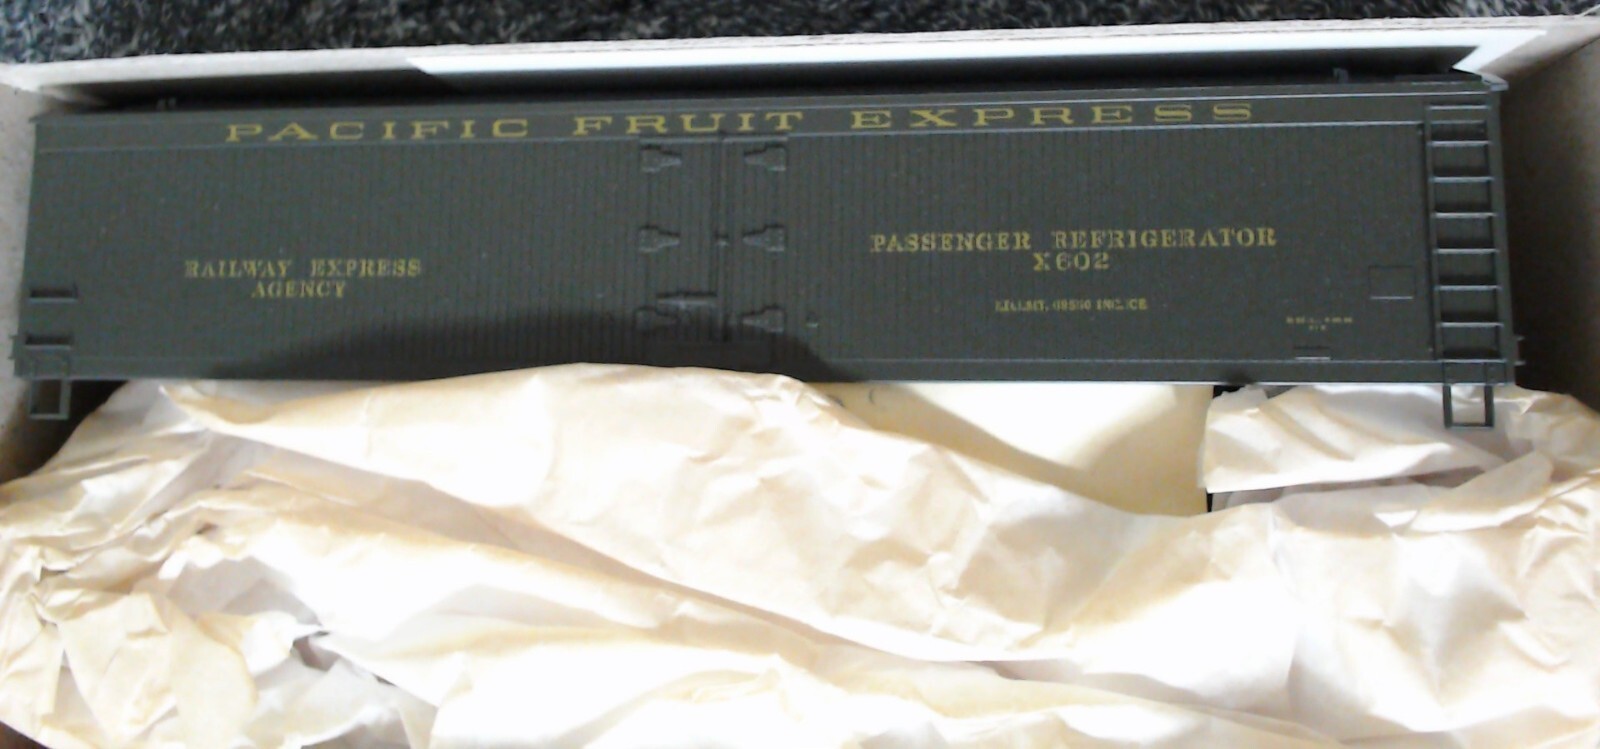 PACIFIC FRUIT EXPRESS
RAILWAY EXPRESS
AGENCY
PASSENGER REFRIGERATOR
X602